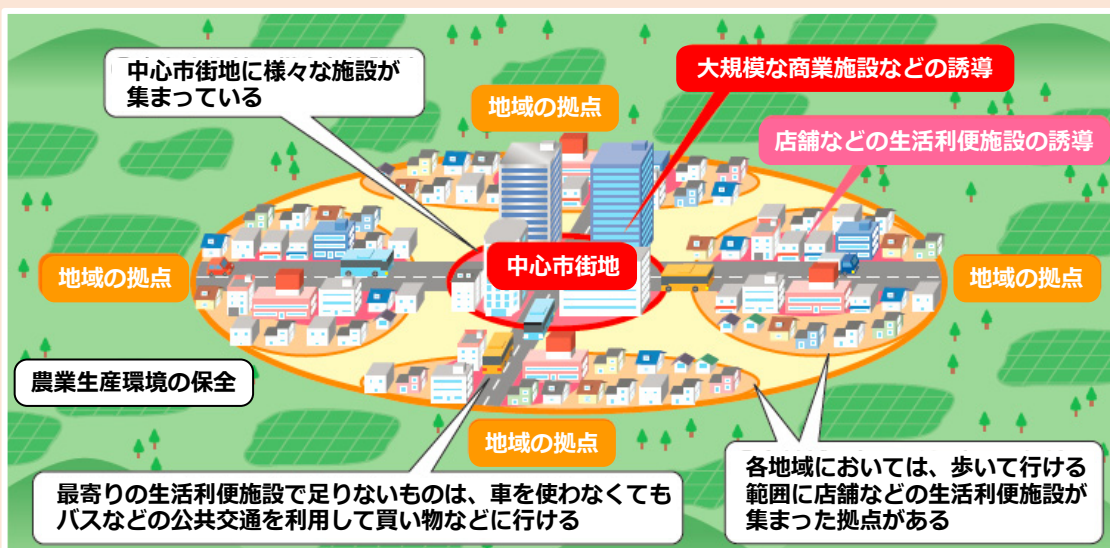 中心市街地に様々な施設が
集まっている
大規模な商業施設などの誘導
地域の拠点
店舗などの生活利便施設の誘導
地域の拠点
中心市街地
地域の拠点
農業生産環境の保全
地域の拠点
最寄りの生活利便施設で足りないものは、車を使わなくても
バスなどの公共交通を利用して買い物などに行ける
各地域においては、歩いて行ける
範囲に店舗などの生活利便施設が
集まった拠点がある